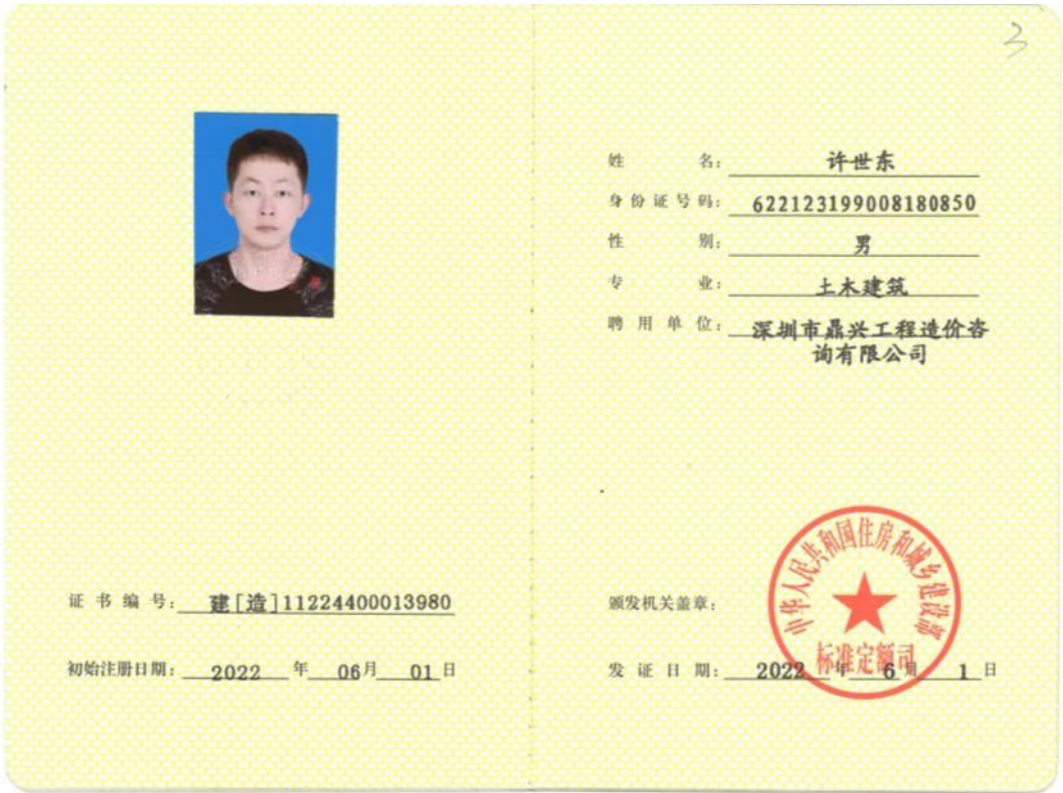 3
姓名：许世东
身份证号码：622123199008180850
性别：男
专业：土木建筑
聘用单位：深圳市鼎兴工程造价咨
询有限公司
证书编号：建[造]11224400013980
初始注册日期：2022年06月01日
颁发机关盖章：
中华人民共和国住房和城乡建设部
标准定额司
发证日期：2022年6月1日